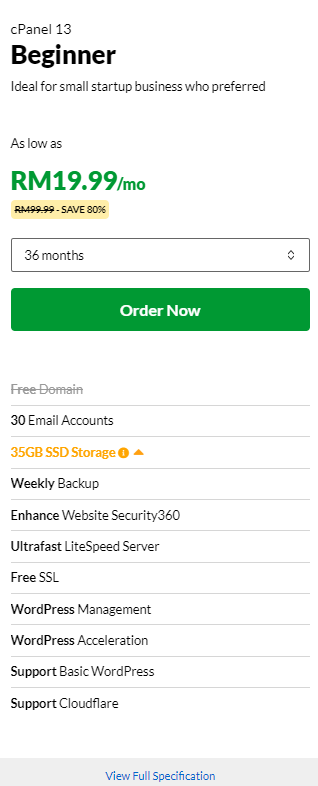 cPanel 13
Beginner
Ideal for small startup business who preferred
As low as
RM19.99/mo
RM99.99 - SAVE 80%
36 months
Order Now
Free Domain
30 Email Accounts
35GB SSD Storage
Weekly Backup
Enhance Website Security360
Ultrafast LiteSpeed Server
Free SSL
WordPress Management
WordPress Acceleration
Support Basic WordPress
Support Cloudflare
View Full Specification